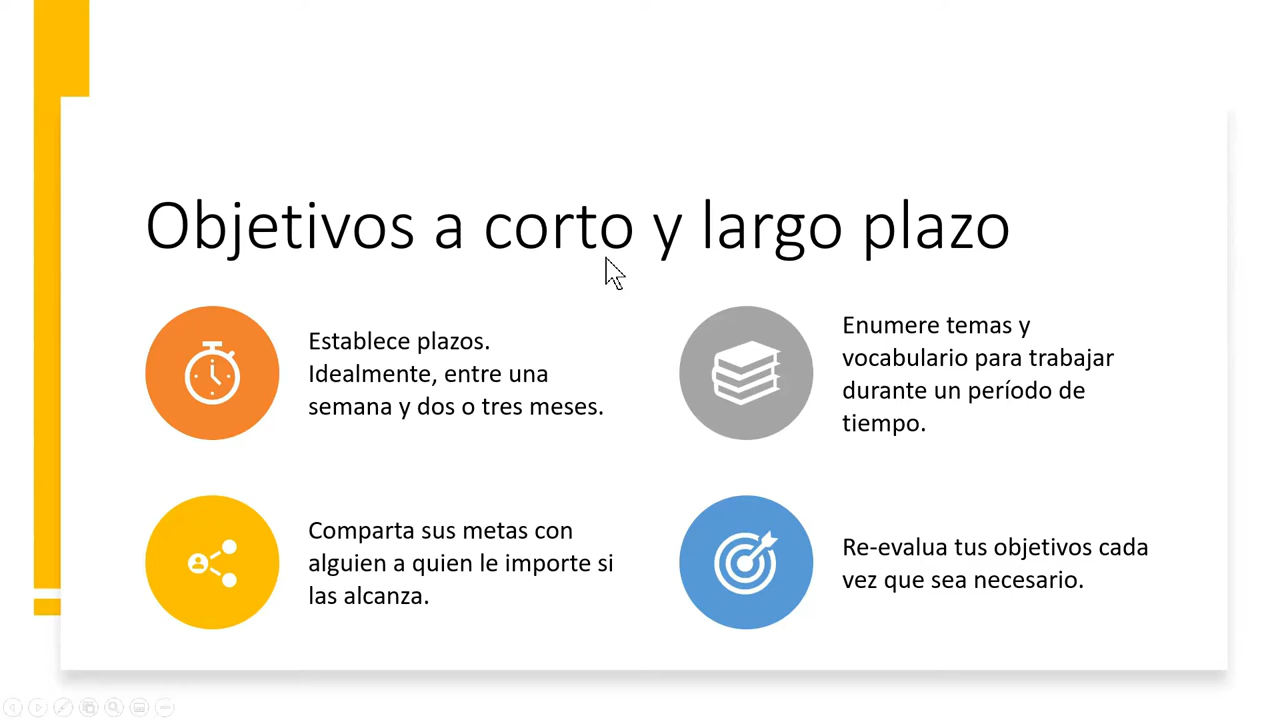 Objetivos a corto y largo plazo
Establece plazos.
Idealmente, entre una
semana y dos o tres meses.
Enumere temas y
vocabulario para trabajar
durante un período de
tiempo.
Comparta sus metas con
alguien a quien le importe si
las alcanza.
Re-evalua tus objetivos cada
vez que sea necesario.